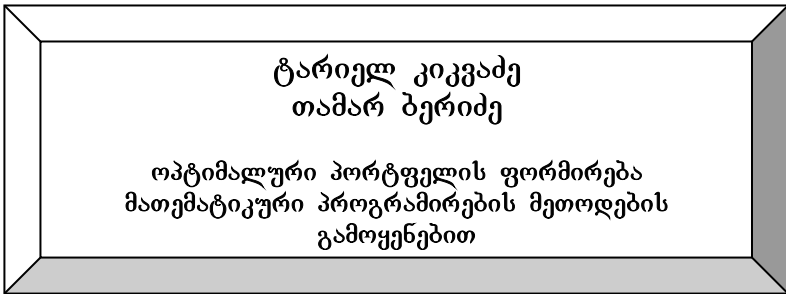 ტარიელ კიკვაძე
თამარ ბერიძე
ოპტიმალური პორტფელის ფორმირება
მათემატიკური პროგრამირების მეთოდების
გამოყენებით